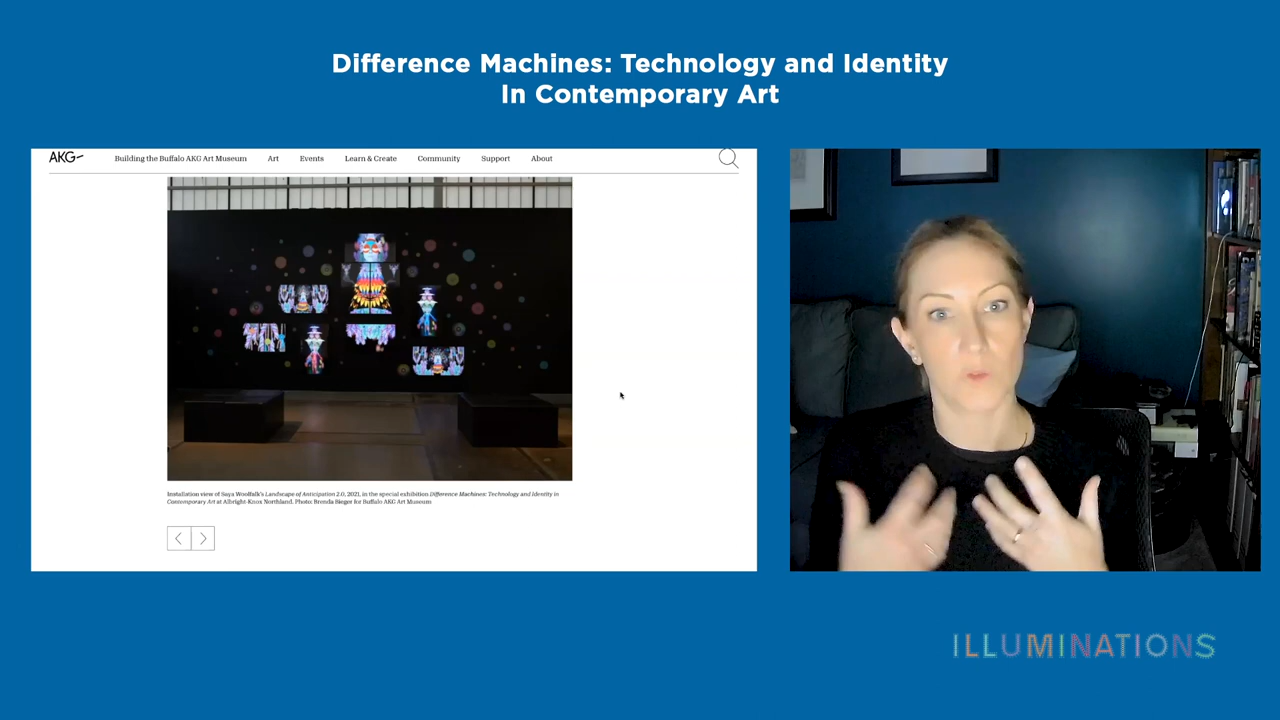 Difference Machines: Technology and Identity
In Contemporary Art
AKG
Building the Buffalo AKG Art Museum Art Events Learn & Create Community Support About
Installation view of Saya Woolfalk's Landscape of Anticipation 2.0, 2021, in the special exhibition Difference Machines: Technology and Identity in
Contemporary Art at Albright-Knox Northland. Photo: Brenda Bieger for Buffalo AKG Art Museum
ILLUMINATIONS